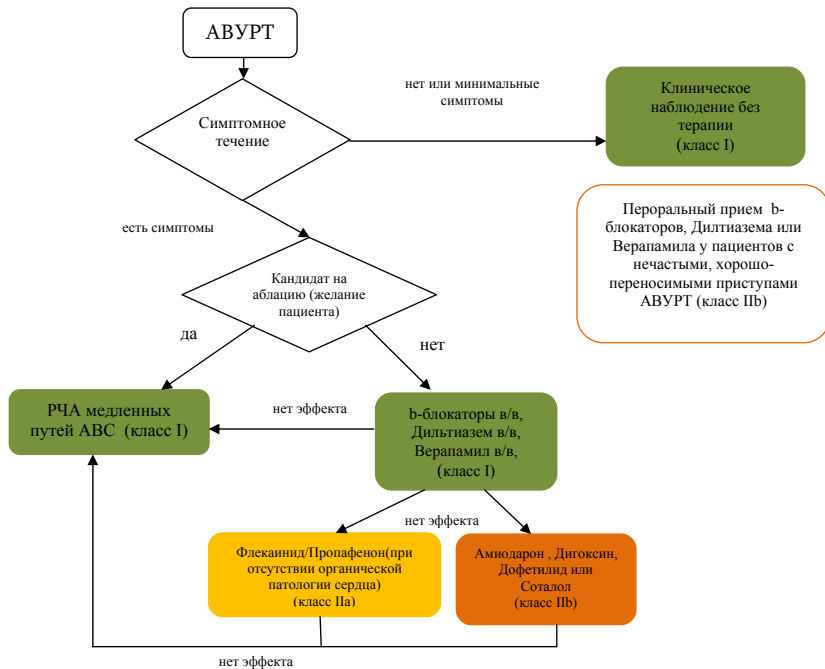 АВУРТ
нет или минимальные
симптомы
Клиническое
наблюдение без
терапии
(класс I)
Симптомное
течение
Пероральный прием b-
блокаторов, Дилтиазема или
Верапамила у пациентов с
нечастыми, хорошо-
переносимыми приступами
АВУРТ (класс IIb)
есть симптомы
Кандидат на
аблацию (желание
пациента)
да
нет
РЧА медленных
путей АВС (класс I)
нет эффекта
b-блокаторы в/в,
Дильтиазем в/в,
Верапамил в/в,
(класс I)
нет эффекта
Флекаинид/Пропафенон(при
отсутствии органической
патологии сердца)
(класс IIa)
Амиодарон , Дигоксин,
Дофетилид или
Соталол
(класс IIb)
нет эффекта